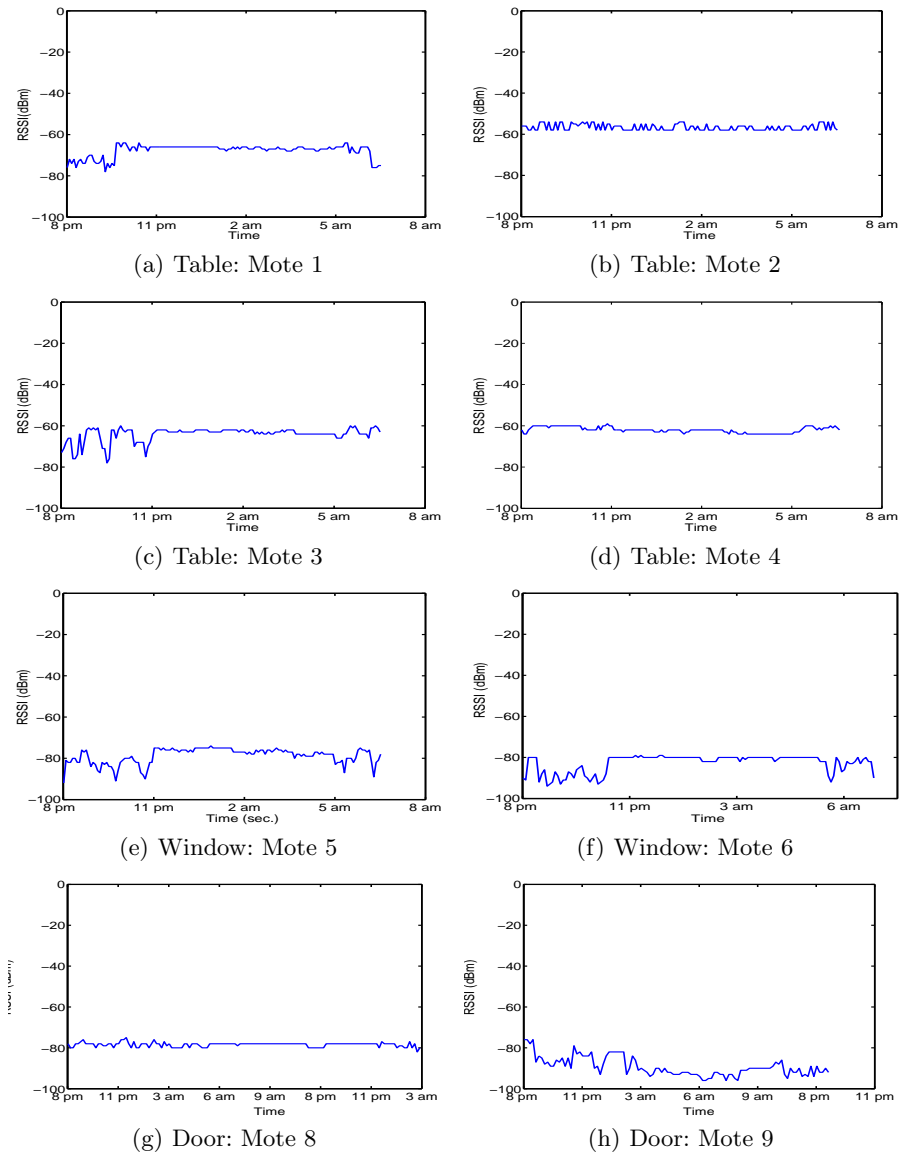 0
−20
−40
−60
−80
−100
RSSI(dBm)
8 pm 11 pm 2 am 5 am 8 am
Time
(a) Table: Mote 1
0
−20
−40
−60
−80
−100
RSSI (dBm)
8 pm 11 pm 2 am 5 am 8 am
Time
(b) Table: Mote 2
0
−20
−40
−60
−80
−100
RSSI (dBm)
8 pm 11 pm 2 am 5 am 8 am
Time
(c) Table: Mote 3
0
−20
−40
−60
−80
−100
RSSI (dBm)
8 pm 11 pm 2 am 5 am 8 am
Time
(d) Table: Mote 4
0
−20
−40
−60
−80
−100
RSSI (dBm)
8 pm 11 pm 2 am 5 am 8 am
Time (sec.)
(e) Window: Mote 5
0
−20
−40
−60
−80
−100
RSSI (dBm)
8 pm 11 pm 3 am 6 am
Time
(f) Window: Mote 6
0
−20
−40
−60
−80
−100
8 pm 11 pm 3 am 6 am 9 am 8 pm 11 pm 3 am
Time
(g) Door: Mote 8
0
−20
−40
−60
−80
−100
RSSI (dBm)
8 pm 11 pm 3 am 6 am 9 am 8 pm 11 pm
Time
(h) Door: Mote 9